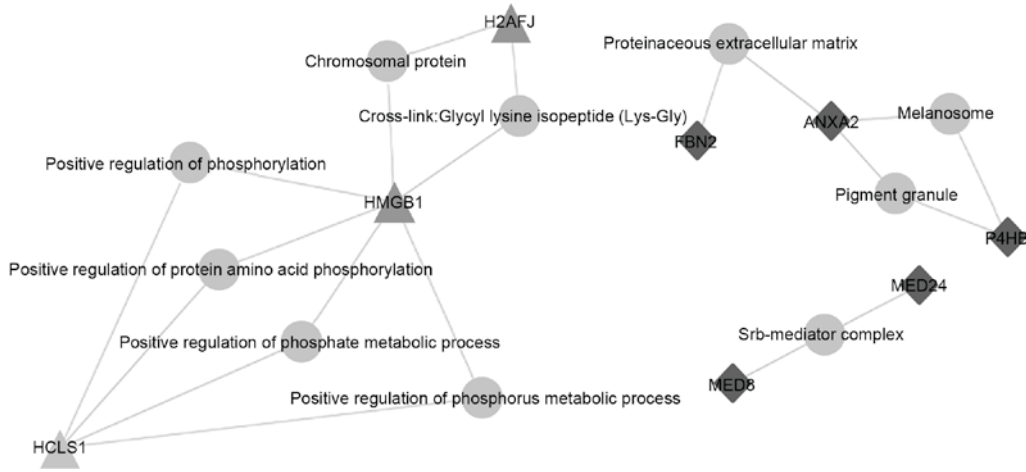 H2AFJ
Proteinaceous extracellular matrix
Chromosomal protein
Cross-link:Glycyl lysine isopeptide (Lys-Gly)
Melanosome
ANXA2
FBN2
Positive regulation of phosphorylation
Pigment granule
HMGB1
P4HB
Positive regulation of protein amino acid phosphorylation
MED24
Srb-mediator complex
Positive regulation of phosphate metabolic process
MED8
Positive regulation of phosphorus metabolic process
HCLS1